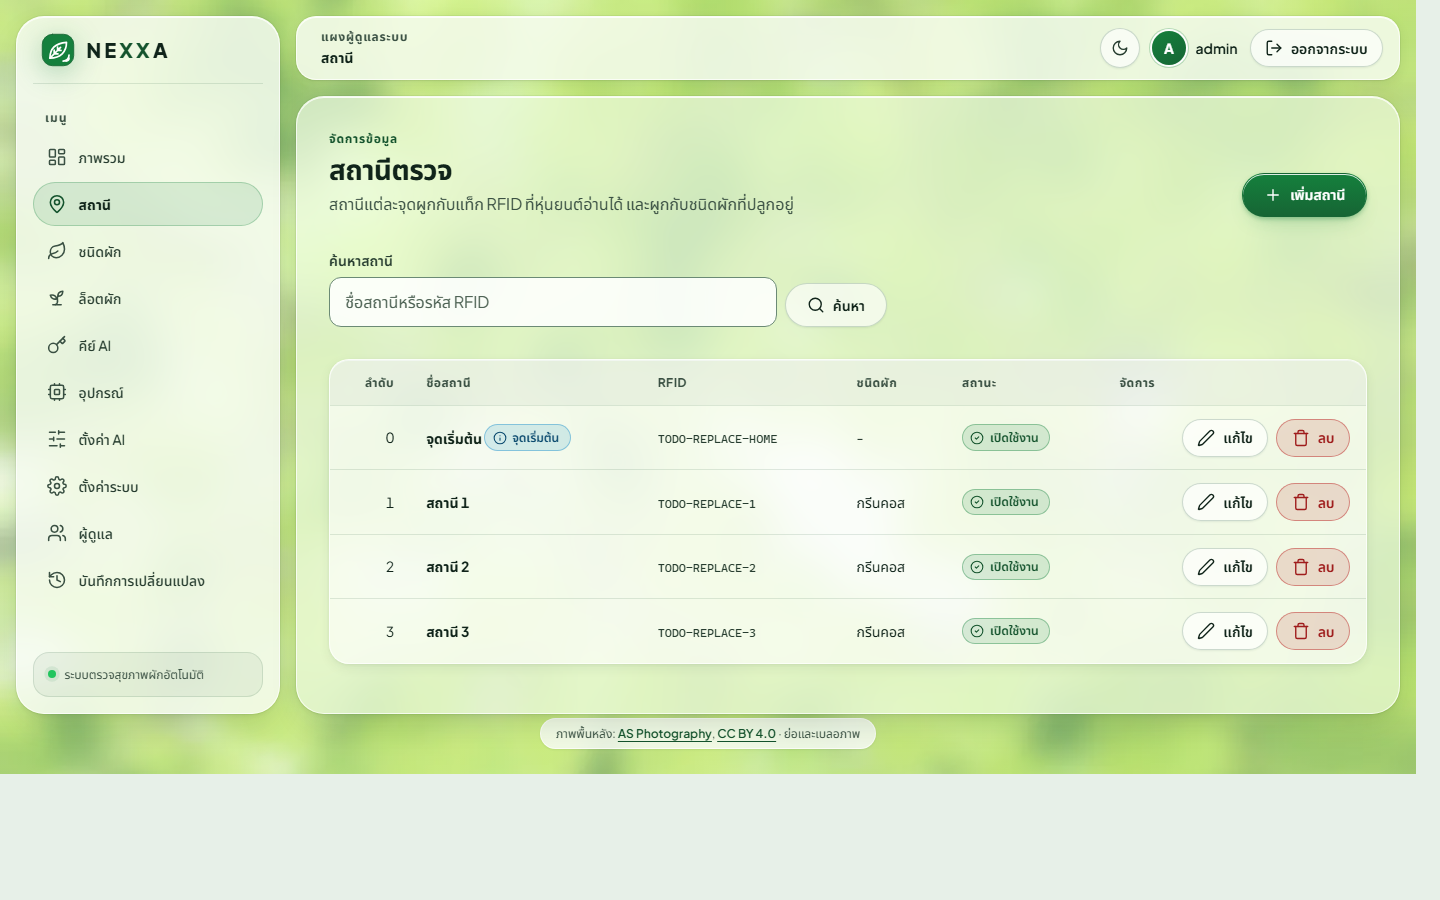 NEXXA
เมนู
ภาพรวม
สถานี
ชนิดผัก
ล็อตผัก
คีย์ AI
อุปกรณ์
ตั้งค่า AI
ตั้งค่าระบบ
ผู้ดูแล
บันทึกการเปลี่ยนแปลง
ระบบตรวจสุขภาพผักอัตโนมัติ
แผงผู้ดูแลระบบ
สถานี
A admin ออกจากระบบ
จัดการข้อมูล
สถานีตรวจ
สถานีแต่ละจุดผูกกับแท็ก RFID ที่หุ่นยนต์อ่านได้ และผูกกับชนิดผักที่ปลูกอยู่
เพิ่มสถานี
ค้นหาสถานี
ชื่อสถานีหรือรหัส RFID ค้นหา
ลำดับ ชื่อสถานี RFID ชนิดผัก สถานะ จัดการ
0 จุดเริ่มต้น จุดเริ่มต้น TODO-REPLACE-HOME - เปิดใช้งาน แก้ไข ลบ
1 สถานี 1 TODO-REPLACE-1 กรีนคอส เปิดใช้งาน แก้ไข ลบ
2 สถานี 2 TODO-REPLACE-2 กรีนคอส เปิดใช้งาน แก้ไข ลบ
3 สถานี 3 TODO-REPLACE-3 กรีนคอส เปิดใช้งาน แก้ไข ลบ
ภาพพื้นหลัง: AS Photography, CC BY 4.0 · ย่อและเบลอภาพ